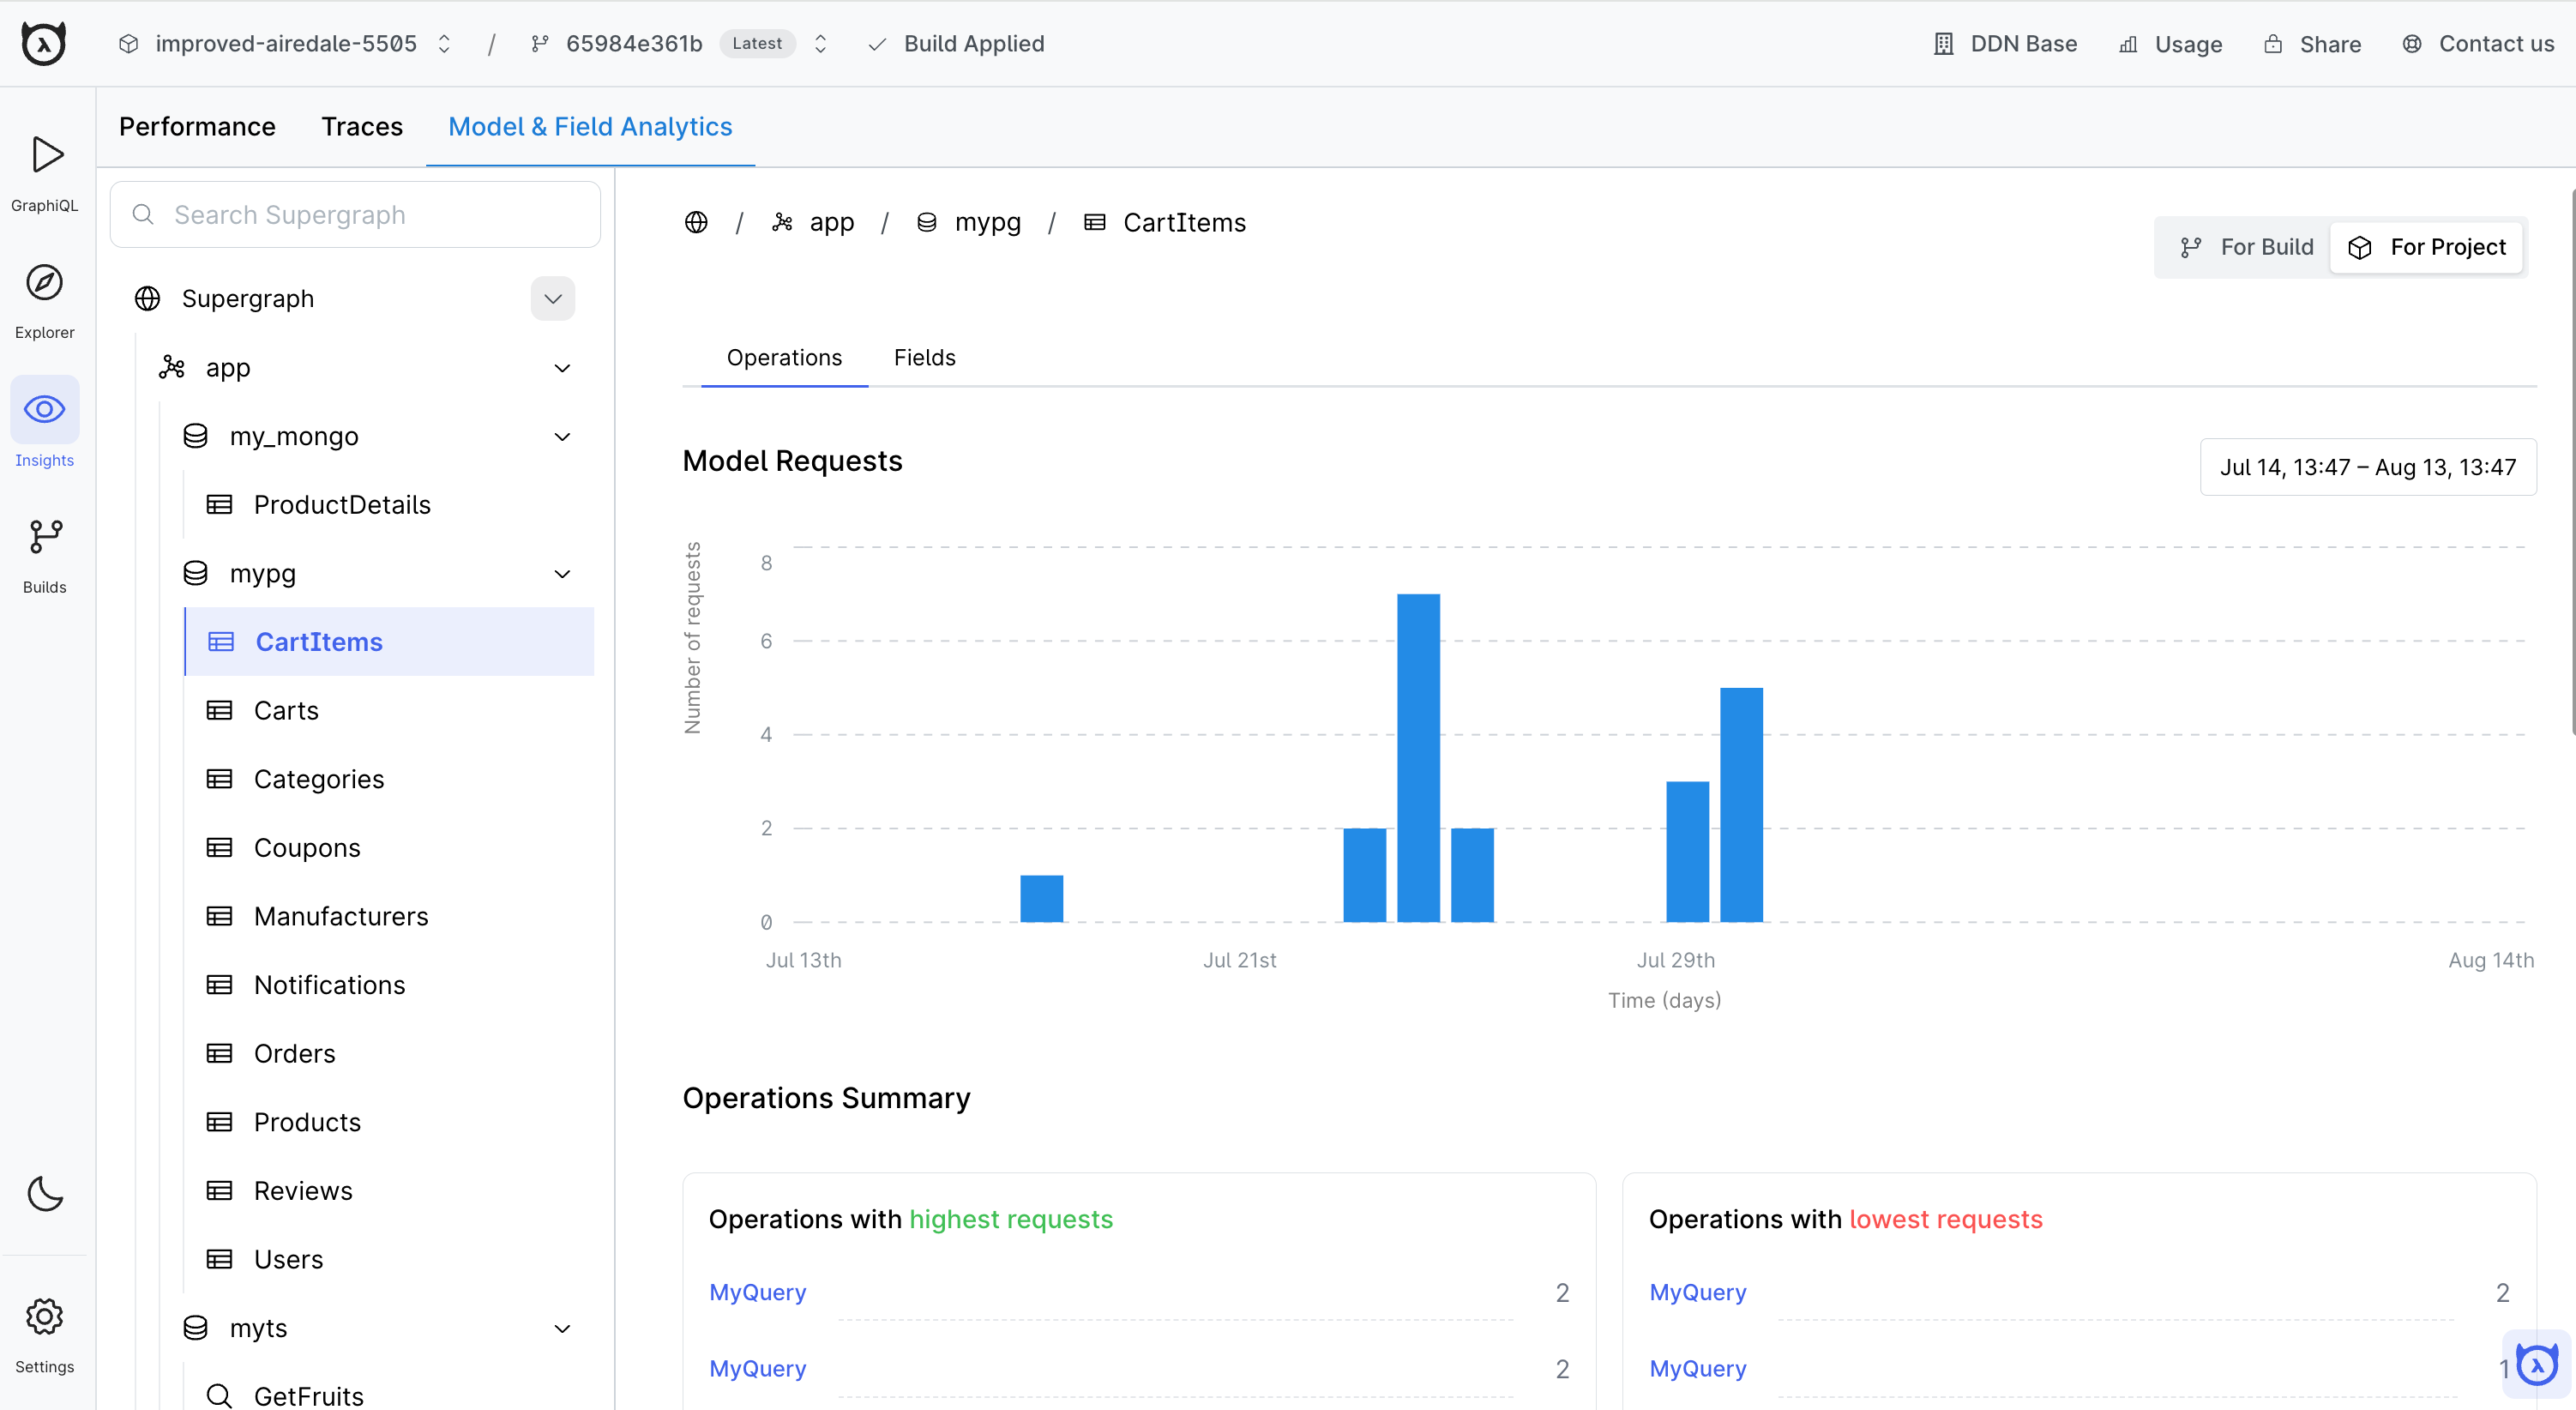 improved-airedale-5505 / 65984e361b Latest Build Applied DDN Base Usage Share Contact us
Performance Traces Model & Field Analytics
GraphiQL
Explorer
Insights
Builds
Settings
Search Supergraph
Supergraph
app
my_mongo
ProductDetails
mypg
CartItems
Carts
Categories
Coupons
Manufacturers
Notifications
Orders
Products
Reviews
Users
myts
GetFruits
/ app / mypg / CartItems
For Build For Project
Operations Fields
Model Requests
Jul 14, 13:47 – Aug 13, 13:47
Number of requests
8
6
4
2
0
Jul 13th Jul 21st Jul 29th Aug 14th
Time (days)
Operations Summary
Operations with highest requests
MyQuery 2
MyQuery 2
Operations with lowest requests
MyQuery 2
MyQuery 1